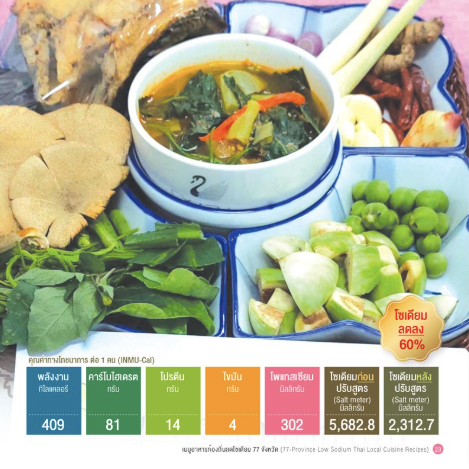 โซเดียม
ลดลง
60%
คุณค่าทางโภชนาการ ต่อ 1 คน (INMU-Cal)
พลังงาน
กิโลแคลอรี่
409
คาร์โบไฮเดรต
กรัม
81
โปรตีน
กรัม
14
ไขมัน
กรัม
4
โพแทสเซียม
มิลลิกรัม
302
โซเดียมก่อน
ปรับสูตร
(Salt meter)
มิลลิกรัม
5,682.8
โซเดียมหลัง
ปรับสูตร
(Salt meter)
มิลลิกรัม
2,312.7
เมนูอาหารท้องถิ่นลดโซเดียม 77 จังหวัด (77-Province Low Sodium Thai Local Cuisine Recipes)